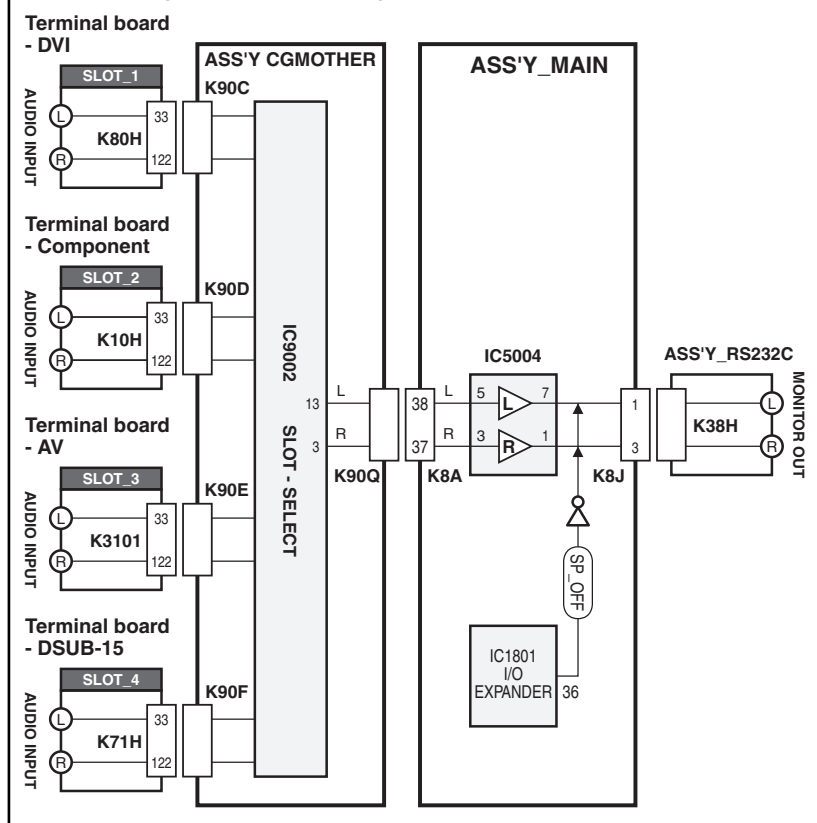 Terminal board
- DVI
SLOT_1
AUDIO INPUT
L
R
K80H
33
122
K90C
ASS'Y CGMOTHER
Terminal board
- Component
SLOT_2
AUDIO INPUT
L
R
K10H
33
122
K90D
Terminal board
- AV
SLOT_3
AUDIO INPUT
L
R
K3101
33
122
K90E
Terminal board
- DSUB-15
SLOT_4
AUDIO INPUT
L
R
K71H
33
122
K90F
IC9002
SLOT - SELECT
13
3
L
R
K90Q
ASS'Y_MAIN
38
37
K8A
L
R
IC5004
5
L
7
3
R
1
1
3
K8J
SP_OFF
IC1801
I/O
EXPANDER
36
ASS'Y_RS232C
K38H
L
R
MONITOR OUT